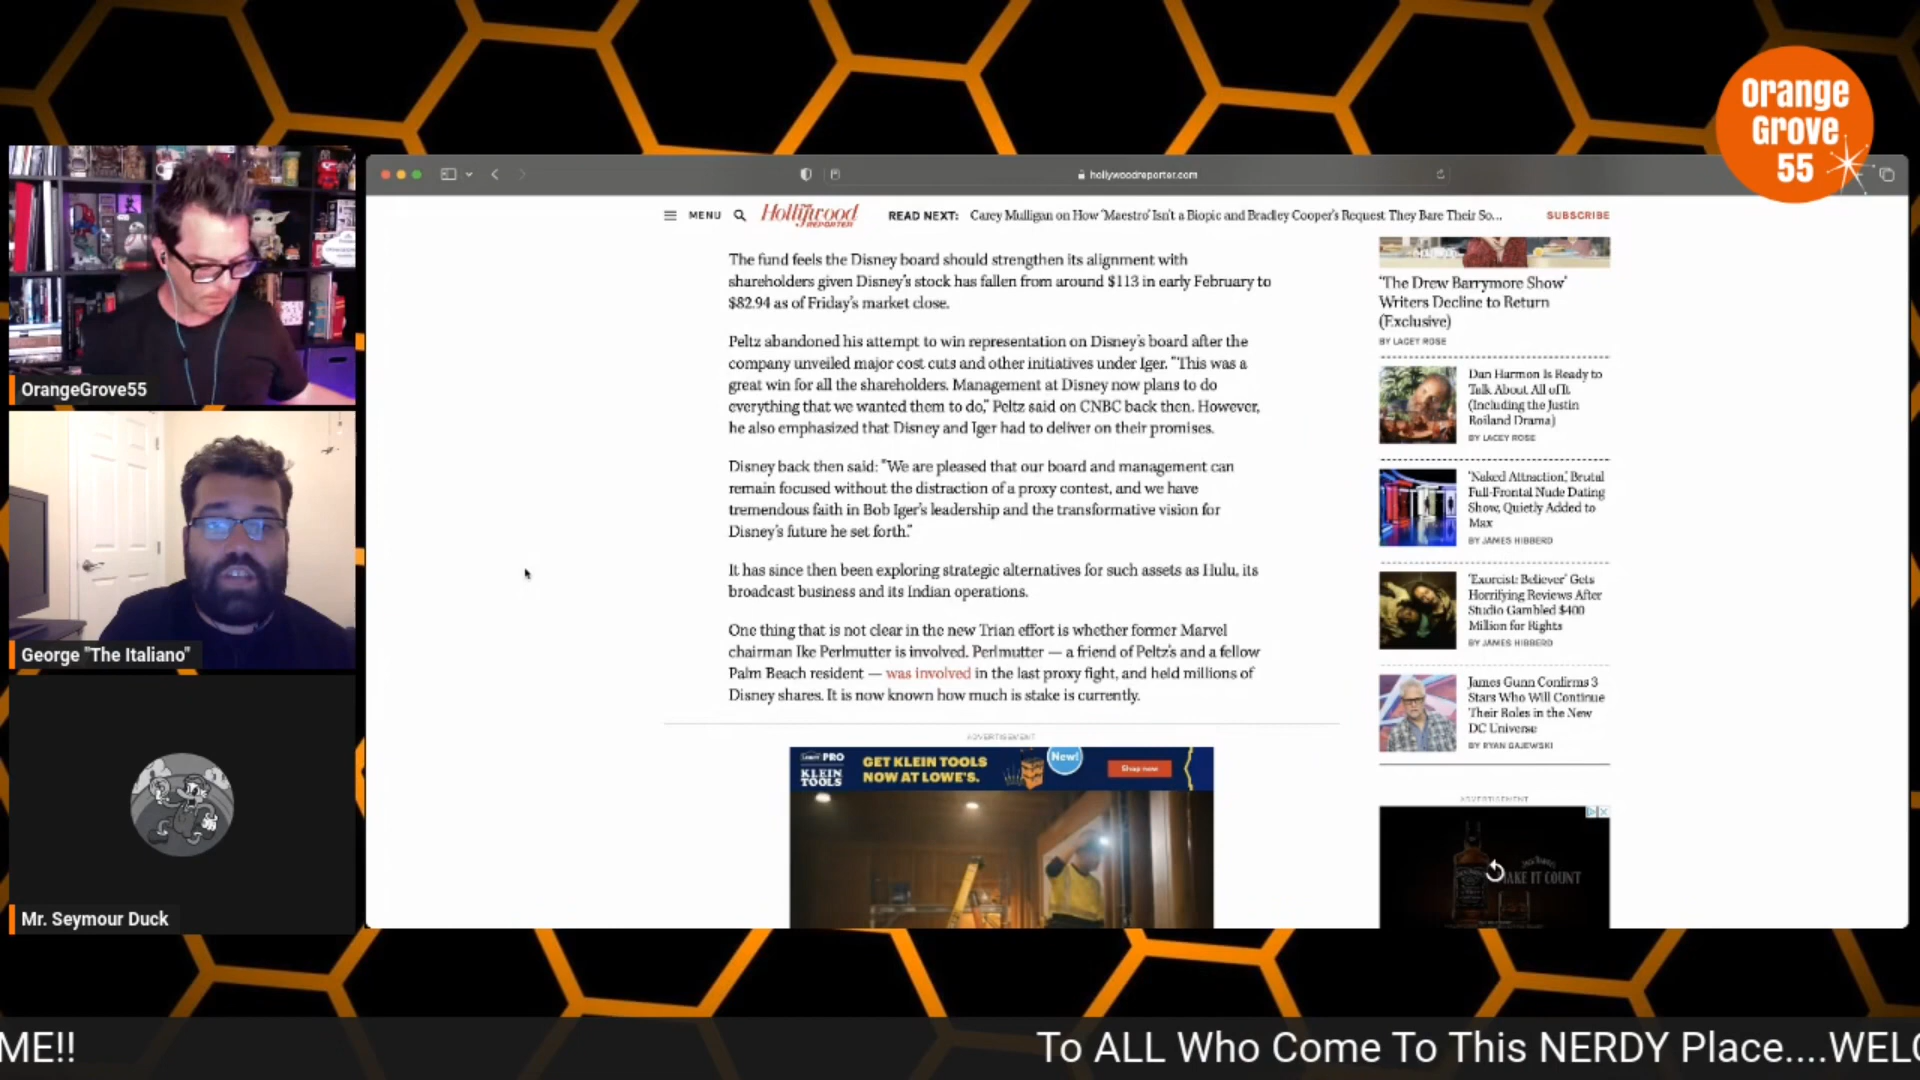 Orange
Grove
55
hollywoodreporter.com
MENU
Hollywood
REPORTER
READ NEXT: Carey Mulligan on How 'Maestro' Isn't a Biopic and Bradley Cooper's Request They Bare Their So...
SUBSCRIBE
The fund feels the Disney board should strengthen its alignment with
shareholders given Disney's stock has fallen from around $113 in early February to
$82.94 as of Friday's market close.
Peltz abandoned his attempt to win representation on Disney's board after the
company unveiled major cost cuts and other initiatives under Iger. "This was a
great win for all the shareholders. Management at Disney now plans to do
everything that we wanted them to do," Peltz said on CNBC back then. However,
he also emphasized that Disney and Iger had to deliver on their promises.
Disney back then said: "We are pleased that our board and management can
remain focused without the distraction of a proxy contest, and we have
tremendous faith in Bob Iger's leadership and the transformative vision for
Disney's future he set forth."
It has since then been exploring strategic alternatives for such assets as Hulu, its
broadcast business and its Indian operations.
One thing that is not clear in the new Trian effort is whether former Marvel
chairman Ike Perlmutter is involved. Perlmutter — a friend of Peltz's and a fellow
Palm Beach resident — was involved in the last proxy fight, and held millions of
Disney shares. It is now known how much is stake is currently.
ADVERTISEMENT
PRO
KLEIN
TOOLS
GET KLEIN TOOLS
NOW AT LOWE'S.
New!
Shop now
'The Drew Barrymore Show'
Writers Decline to Return
(Exclusive)
BY LACEY ROSE
Dan Harmon Is Ready to
Talk About All of It
(Including the Justin
Roiland Drama)
BY LACEY ROSE
'Naked Attraction,' Brutal
Full-Frontal Nude Dating
Show, Quietly Added to
Max
BY JAMES HIBBERD
'Exorcist: Believer' Gets
Horrifying Reviews After
Studio Gambled $400
Million for Rights
BY JAMES HIBBERD
James Gunn Confirms 3
Stars Who Will Continue
Their Roles in the New
DC Universe
BY RYAN GAJEWSKI
ADVERTISEMENT
MAKE IT COUNT
OrangeGrove55
George "The Italiano"
Mr. Seymour Duck
ME!!
To ALL Who Come To This NERDY Place....WELC